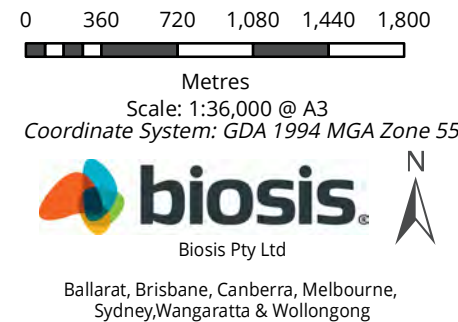 0 360 720 1,080 1,440 1,800
Metres
Scale: 1:36,000 @ A3
Coordinate System: GDA 1994 MGA Zone 55
N
biosis®
Biosis Pty Ltd
Ballarat, Brisbane, Canberra, Melbourne,
Sydney,Wangaratta & Wollongong